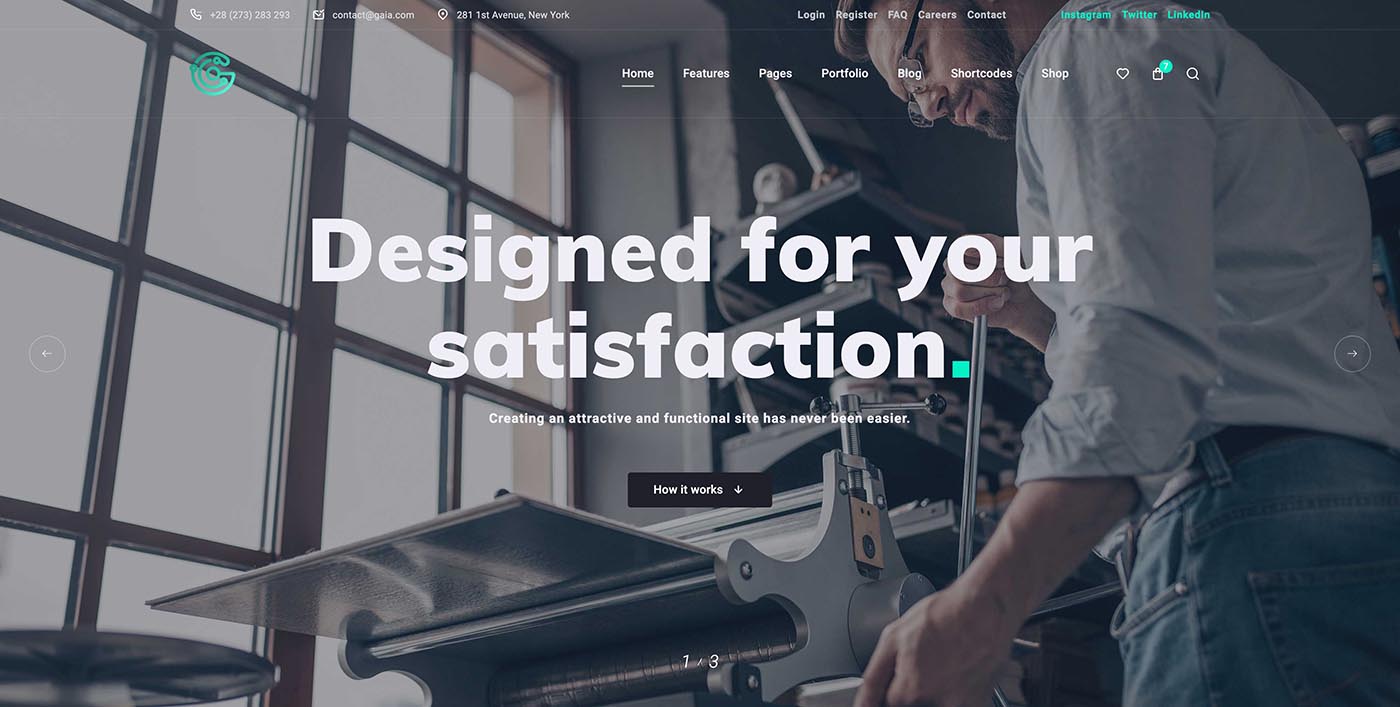 +28 (273) 283 293 contact@gaia.com 281 1st Avenue, New York Login Register FAQ Careers Contact Instagram Twitter LinkedIn
Home Features Pages Portfolio Blog Shortcodes Shop 7
Designed for your
satisfaction.
Creating an attractive and functional site has never been easier.
How it works
1 / 3